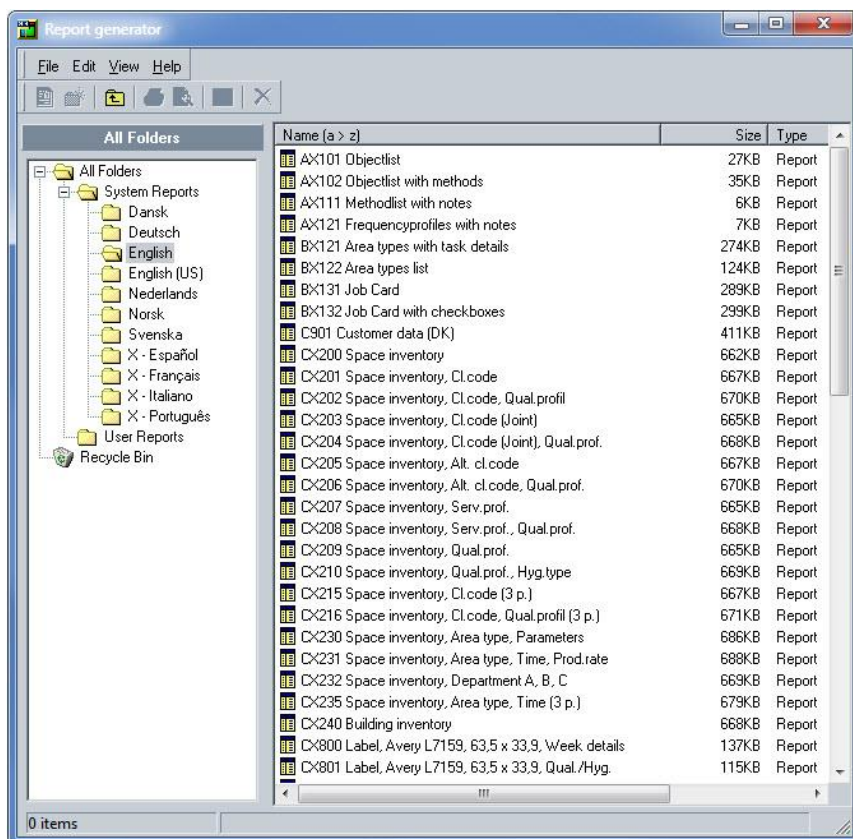 Report generator
File Edit View Help
All Folders
Name (a > z) Size Type
All Folders
System Reports
Dansk
Deutsch
English
English (US)
Nederlands
Norsk
Svenska
X - Español
X - Français
X - Italiano
X - Português
User Reports
Recycle Bin
AX101 Objectlist 27KB Report
AX102 Objectlist with methods 35KB Report
AX111 Methodlist with notes 6KB Report
AX121 Frequencyprofiles with notes 7KB Report
BX121 Area types with task details 274KB Report
BX122 Area types list 124KB Report
BX131 Job Card 289KB Report
BX132 Job Card with checkboxes 299KB Report
C901 Customer data (DK) 411KB Report
CX200 Space inventory 662KB Report
CX201 Space inventory, Cl.code 667KB Report
CX202 Space inventory, Cl.code, Qual.profil 670KB Report
CX203 Space inventory, Cl.code (Joint) 665KB Report
CX204 Space inventory, Cl.code (Joint), Qual.prof. 668KB Report
CX205 Space inventory, Alt. cl.code 667KB Report
CX206 Space inventory, Alt. cl.code, Qual.prof. 670KB Report
CX207 Space inventory, Serv.prof. 665KB Report
CX208 Space inventory, Serv.prof., Qual.prof. 668KB Report
CX209 Space inventory, Qual.prof. 665KB Report
CX210 Space inventory, Qual.prof., Hyg.type 669KB Report
CX215 Space inventory, Cl.code (3 p.) 667KB Report
CX216 Space inventory, Cl.code, Qual.profil (3 p.) 671KB Report
CX230 Space inventory, Area type, Parameters 686KB Report
CX231 Space inventory, Area type, Time, Prod.rate 688KB Report
CX232 Space inventory, Department A, B, C 669KB Report
CX235 Space inventory, Area type, Time (3 p.) 679KB Report
CX240 Building inventory 668KB Report
CX800 Label, Avery L7159, 63,5 x 33,9, Week details 137KB Report
CX801 Label, Avery L7159, 63,5 x 33,9, Qual./Hyg. 115KB Report
0 items